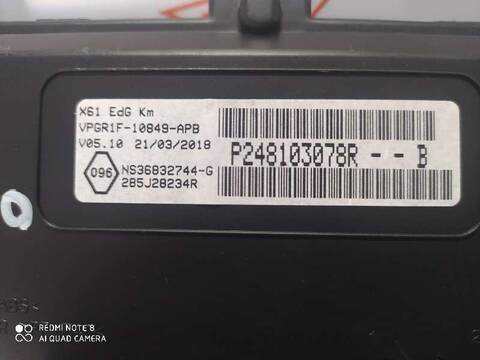 X61 EdG Km
VPGR1F-10849-APB
V05.10 21/03/2018
096
NS36832744-G
285J28234R
P248103078R - - B
0
REDMI NOTE 8
AI QUAD CAMERA